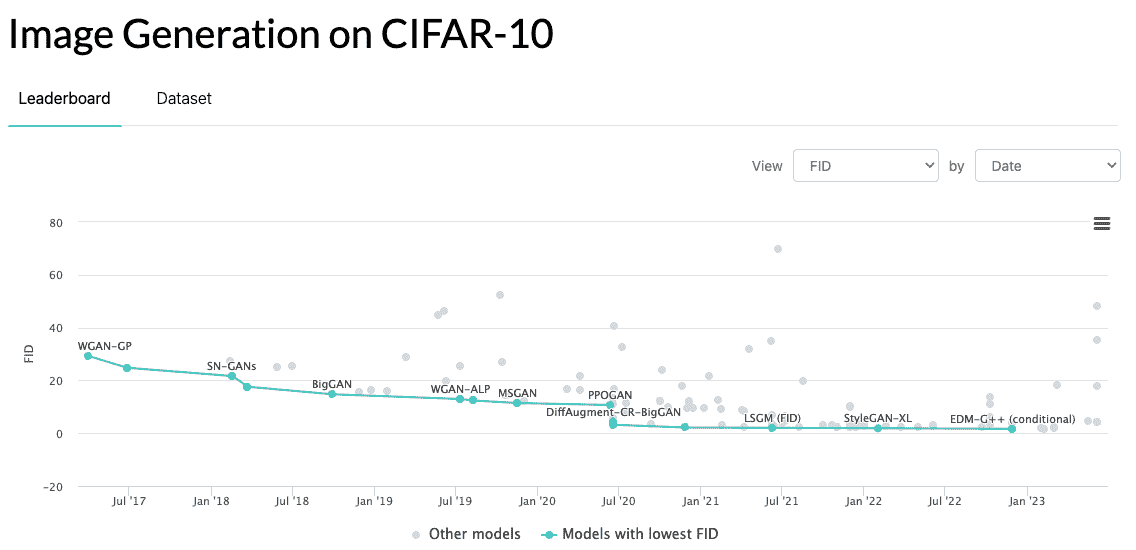 Image Generation on CIFAR-10
Leaderboard Dataset
View FID by Date
80
60
40
20
0
-20
FID
WGAN-GP
SN-GANs
BigGAN
WGAN-ALP
MSGAN
PPOGAN
DiffAugment-CR-BigGAN
LSGM (FID)
StyleGAN-XL
EDM-G++ (conditional)
Jul '17 Jan '18 Jul '18 Jan '19 Jul '19 Jan '20 Jul '20 Jan '21 Jul '21 Jan '22 Jul '22 Jan '23
Other models Models with lowest FID